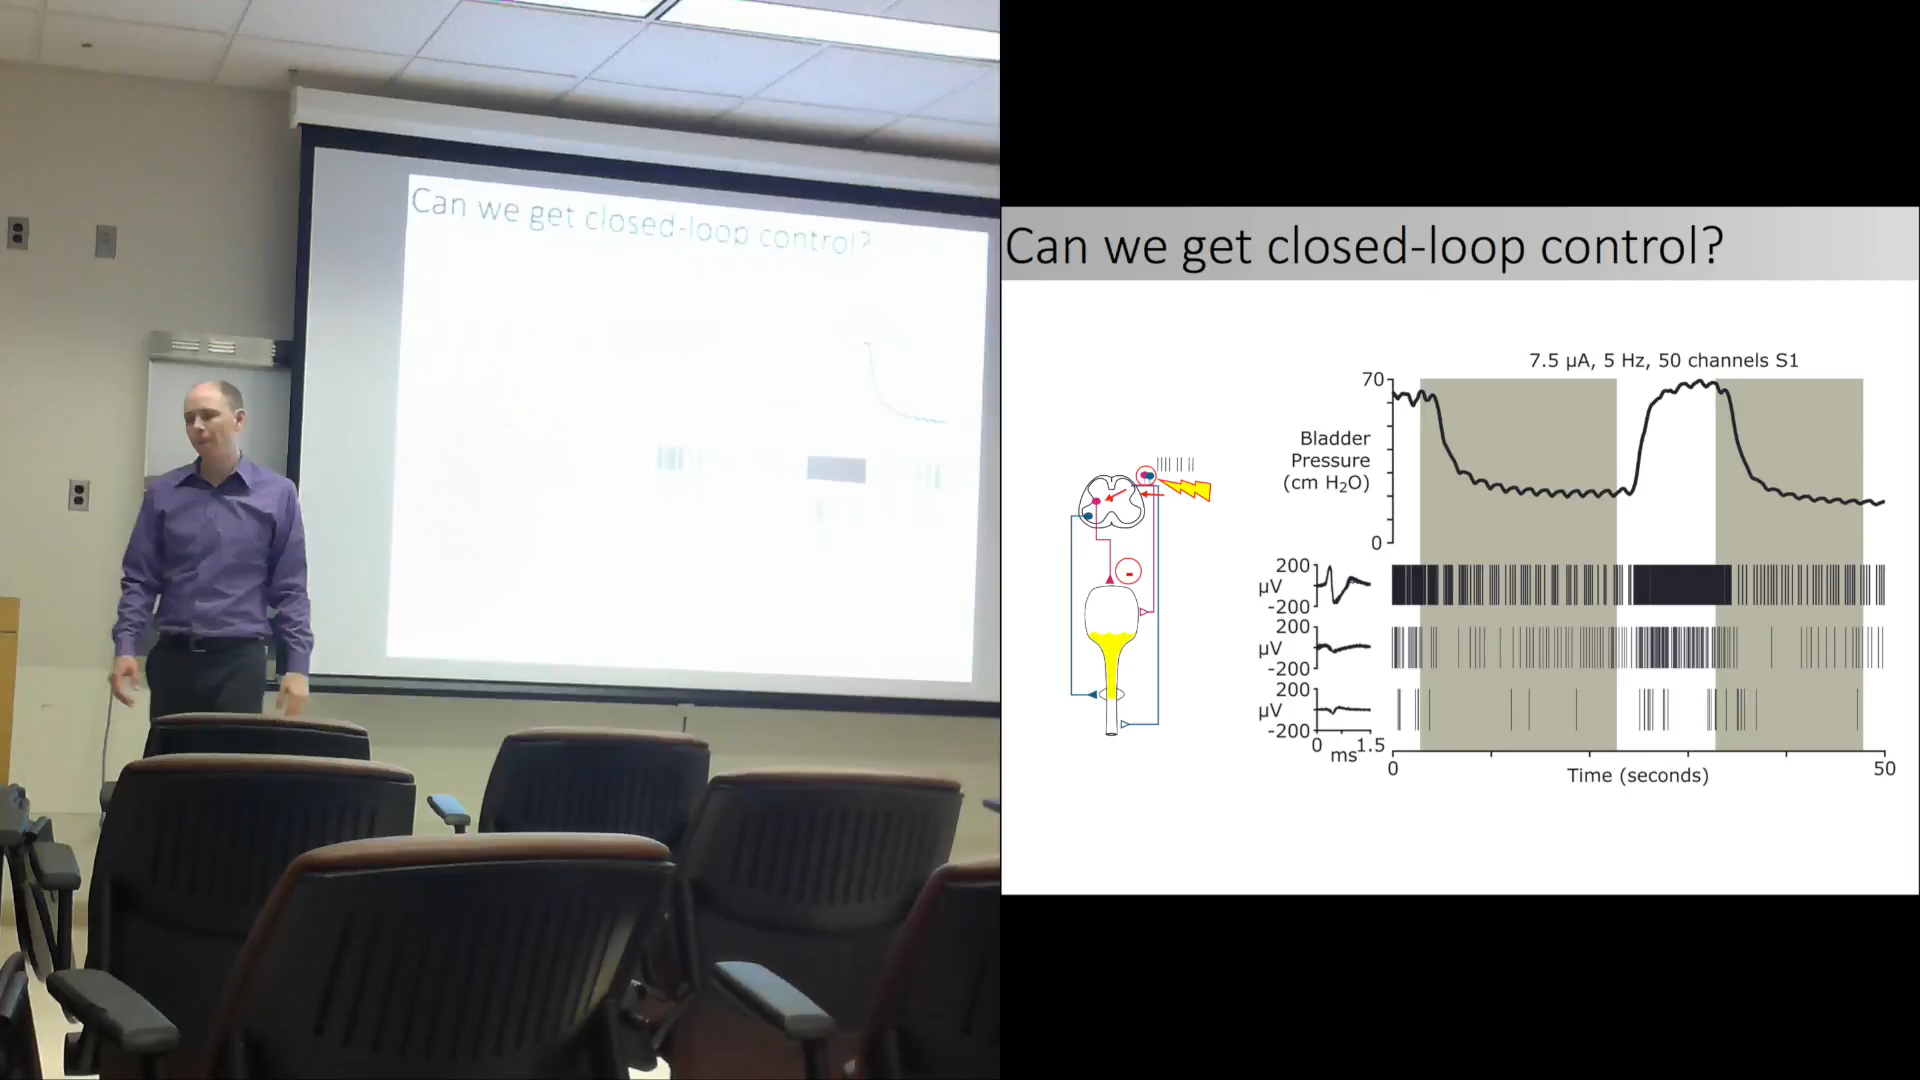 Can we get closed-loop control?
Can we get closed-loop control?
7.5 µA, 5 Hz, 50 channels S1
70
Bladder
Pressure
(cm H₂O)
0
200
µV
-200
200
µV
-200
200
µV
-200
0 1.5
ms
0 50
Time (seconds)
-